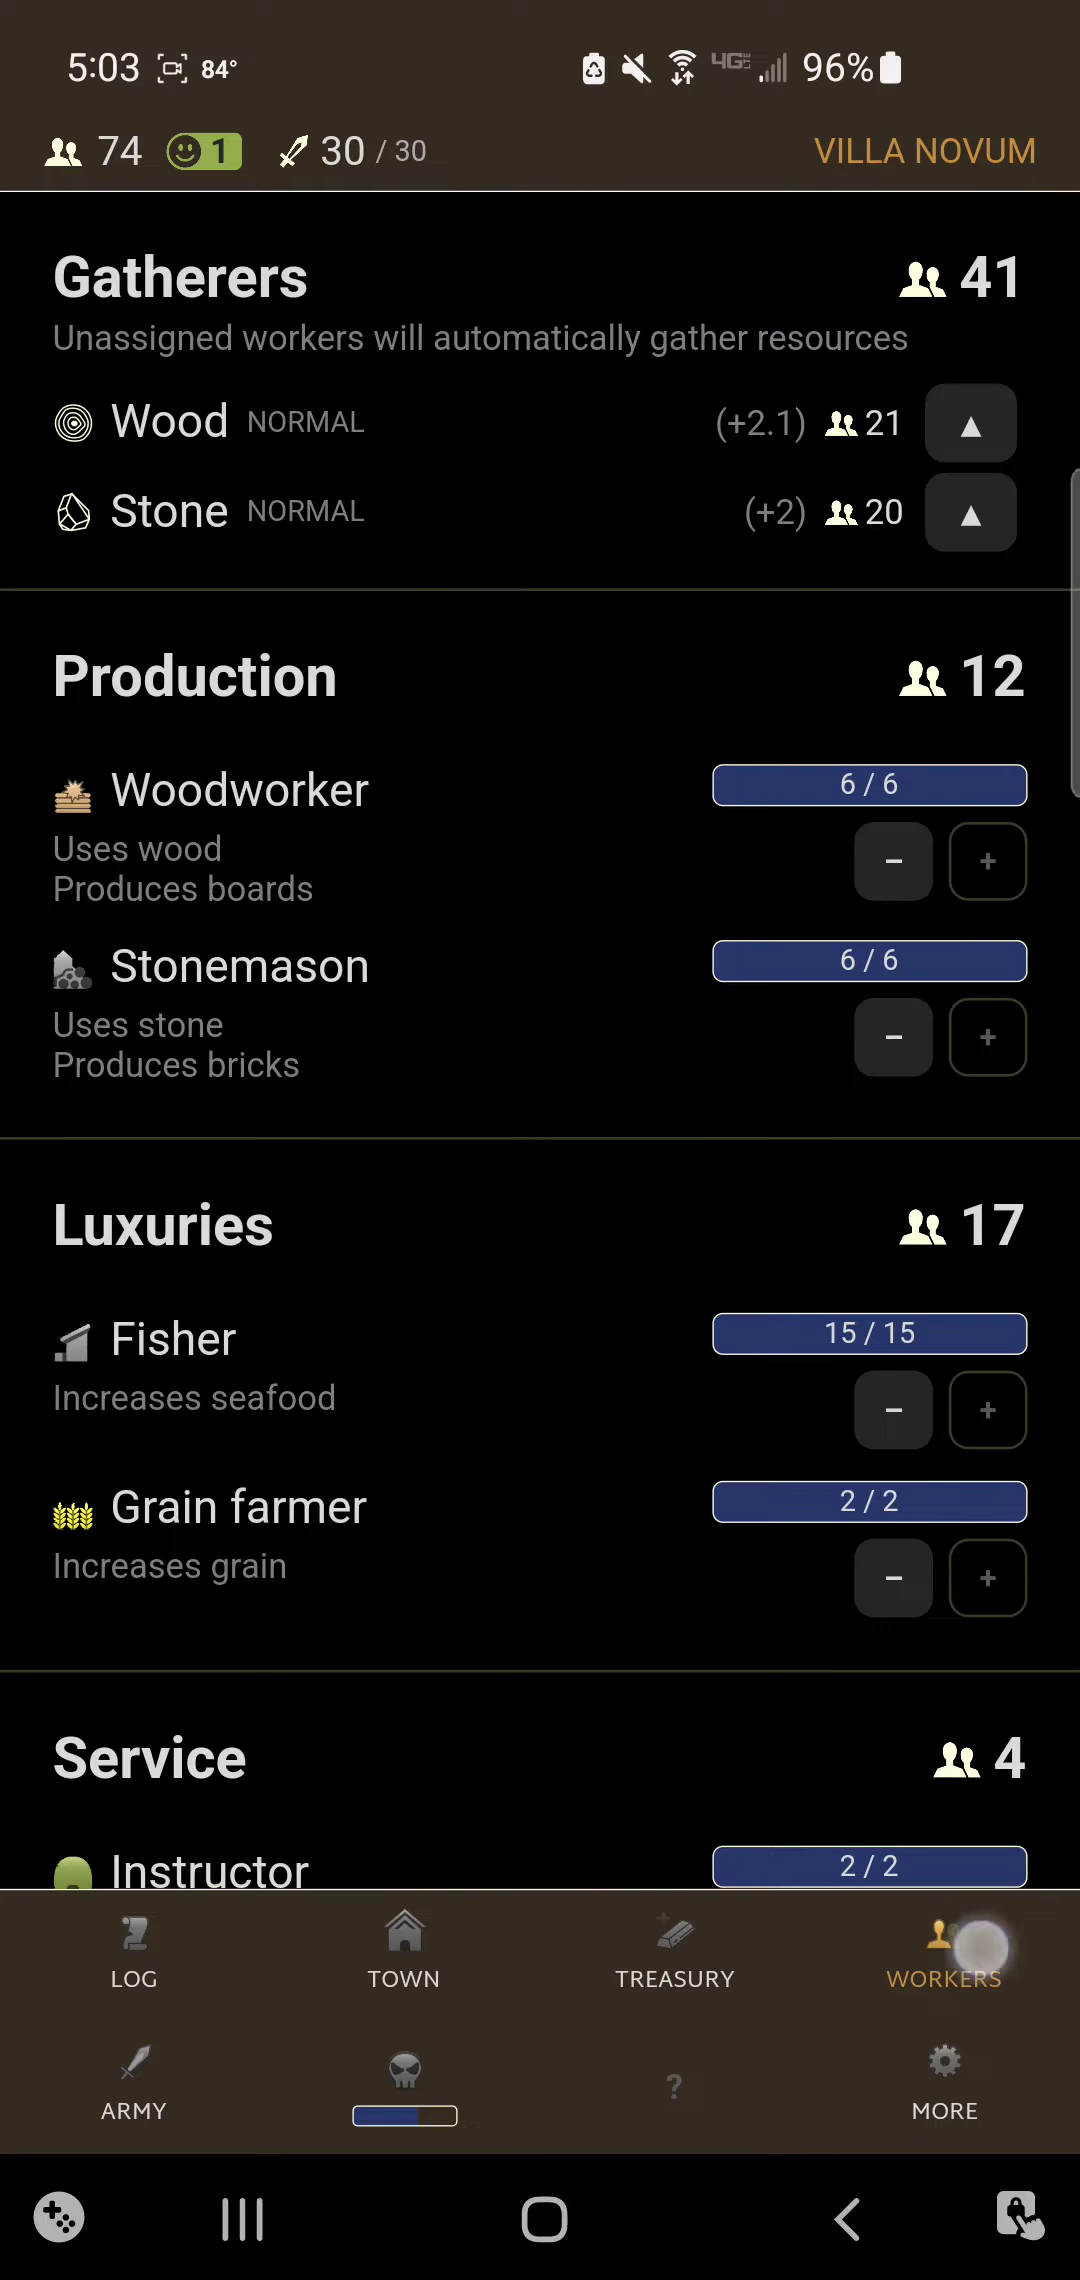 5:03 84° 4G LTE 96%
74 1 30 / 30 VILLA NOVUM
Gatherers 41
Unassigned workers will automatically gather resources
Wood NORMAL (+2.1) 21 ▲
Stone NORMAL (+2) 20 ▲
Production 12
Woodworker 6 / 6
Uses wood − +
Produces boards
Stonemason 6 / 6
Uses stone − +
Produces bricks
Luxuries 17
Fisher 15 / 15
Increases seafood − +
Grain farmer 2 / 2
Increases grain − +
Service 4
Instructor 2 / 2
LOG TOWN TREASURY WORKERS
?
ARMY MORE